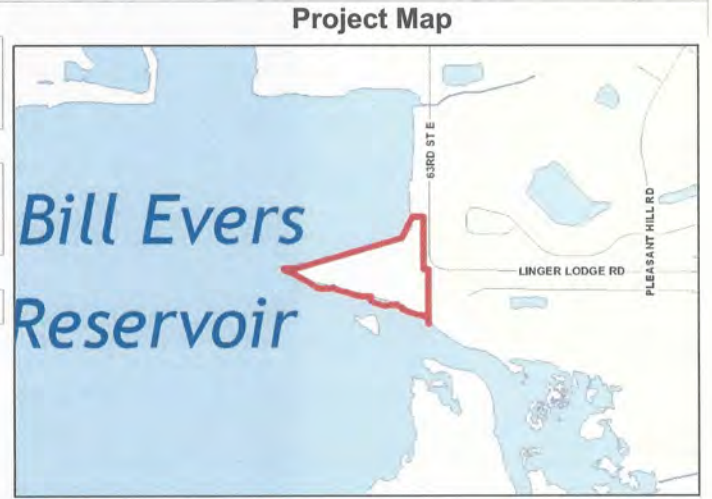 Project Map
Bill Evers
Reservoir
63RD ST E
LINGER LODGE RD
PLEASANT HILL RD